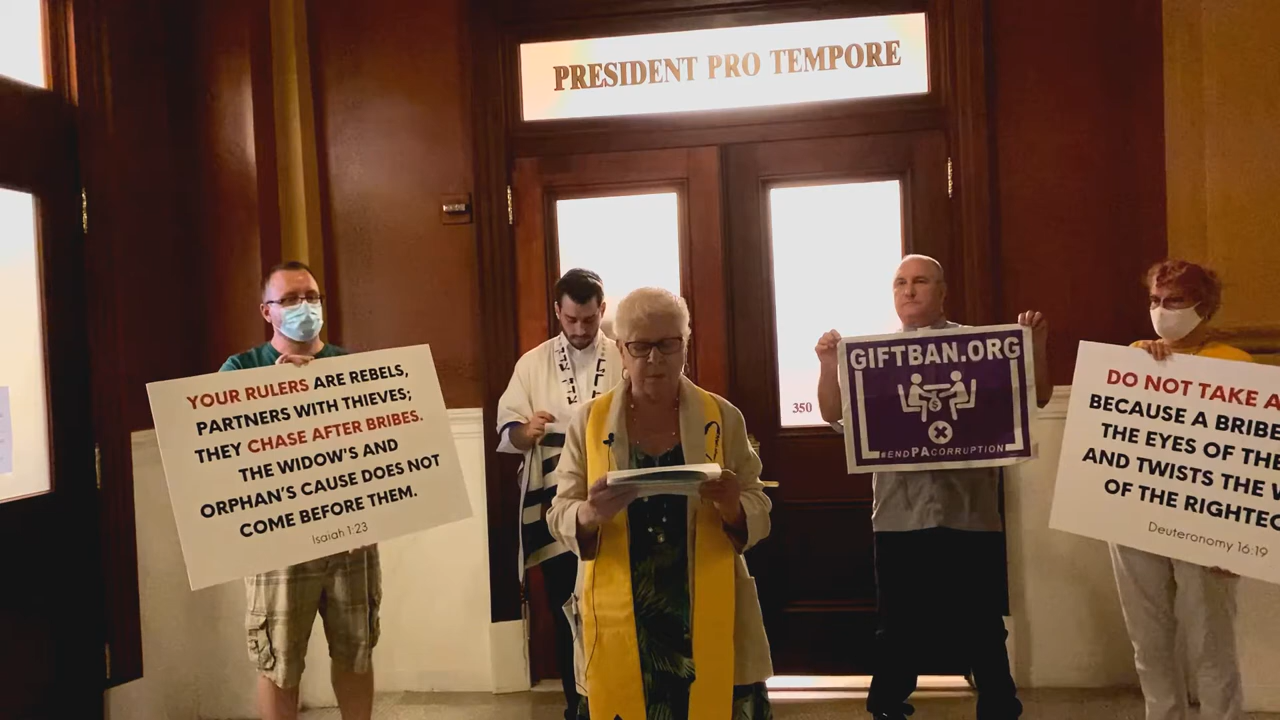 PRESIDENT PRO TEMPORE
350
YOUR RULERS ARE REBELS,
PARTNERS WITH THIEVES;
THEY CHASE AFTER BRIBES.
THE WIDOW'S AND
ORPHAN'S CAUSE DOES NOT
COME BEFORE THEM.
Isaiah 1:23
GIFTBAN.ORG
$
#ENDPACORRUPTION
DO NOT TAKE A
BECAUSE A BRIBE
THE EYES OF THE
AND TWISTS THE
OF THE
Deuteronomy 16:19